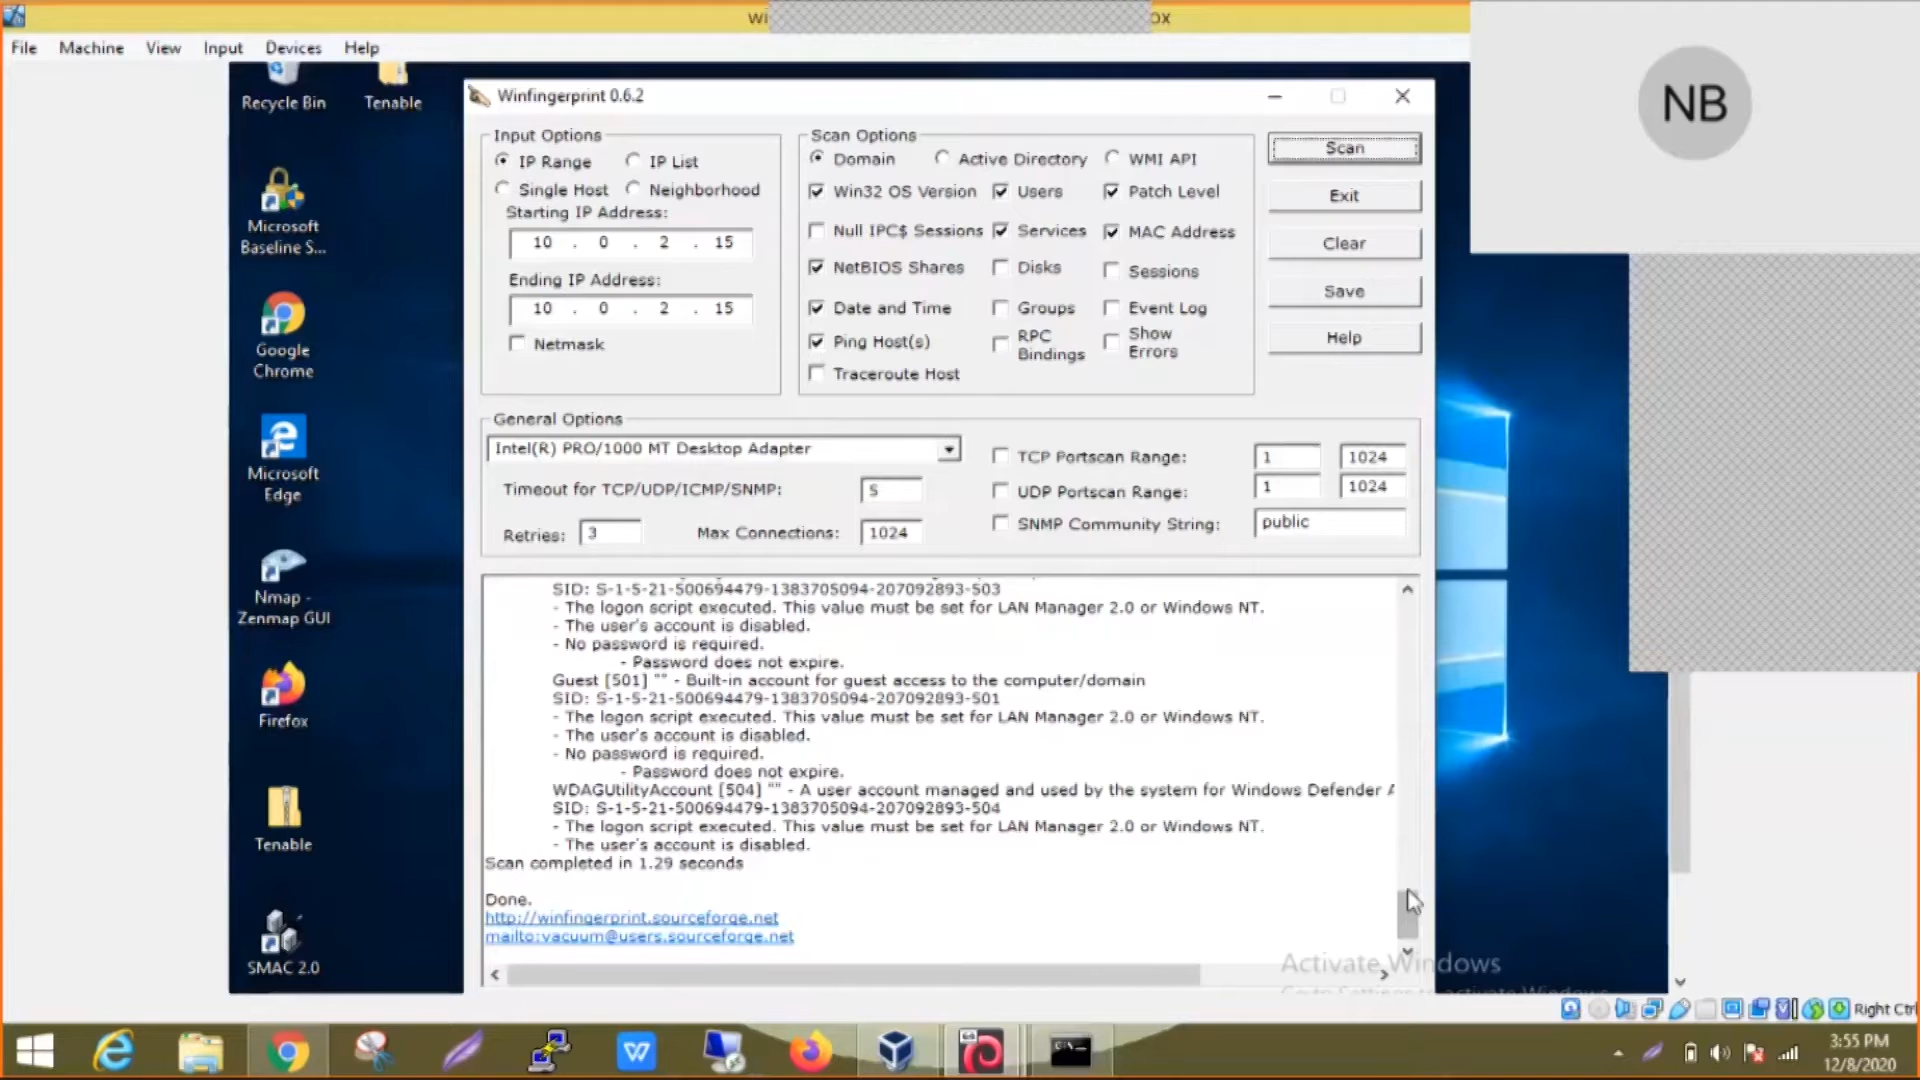 File Machine View Input Devices Help
Recycle Bin
Tenable
Microsoft
Baseline S...
Google
Chrome
Microsoft
Edge
Nmap -
Zenmap GUI
Firefox
Tenable
SMAC 2.0
Winfingerprint 0.6.2
Input Options
IP Range IP List
Single Host Neighborhood
Starting IP Address:
10 . 0 . 2 . 15
Ending IP Address:
10 . 0 . 2 . 15
Netmask
Scan Options
Domain Active Directory WMI API
Win32 OS Version Users Patch Level
Null IPC$ Sessions Services MAC Address
NetBIOS Shares Disks Sessions
Date and Time Groups Event Log
Ping Host(s) RPC Bindings Show Errors
Traceroute Host
Scan
Exit
Clear
Save
Help
General Options
Intel(R) PRO/1000 MT Desktop Adapter
Timeout for TCP/UDP/ICMP/SNMP: 5
Retries: 3 Max Connections: 1024
TCP Portscan Range: 1 1024
UDP Portscan Range: 1 1024
SNMP Community String: public
SID: S-1-5-21-500694479-1383705094-207092893-503
- The logon script executed. This value must be set for LAN Manager 2.0 or Windows NT.
- The user's account is disabled.
- No password is required.
- Password does not expire.
Guest [501] "" - Built-in account for guest access to the computer/domain
SID: S-1-5-21-500694479-1383705094-207092893-501
- The logon script executed. This value must be set for LAN Manager 2.0 or Windows NT.
- The user's account is disabled.
- No password is required.
- Password does not expire.
WDAGUtilityAccount [504] "" - A user account managed and used by the system for Windows Defender A
SID: S-1-5-21-500694479-1383705094-207092893-504
- The logon script executed. This value must be set for LAN Manager 2.0 or Windows NT.
- The user's account is disabled.
Scan completed in 1.29 seconds
Done.
http://winfingerprint.sourceforge.net
mailto:vacuum@users.sourceforge.net
Activate Windows
NB
Right Ctrl
3:55 PM
12/8/2020